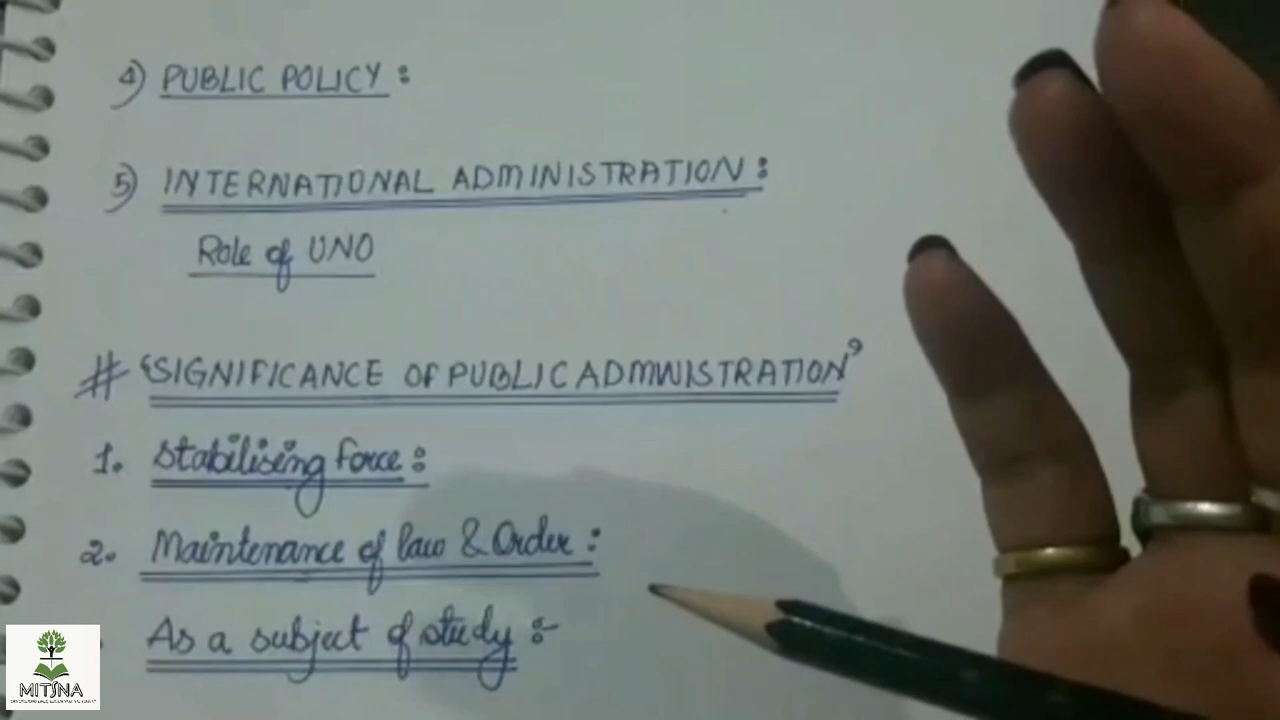 4) PUBLIC POLICY :
5) INTERNATIONAL ADMINISTRATION :
Role of UNO
# 'SIGNIFICANCE OF PUBLIC ADMINISTRATION'
1. Stabilising force :
2. Maintenance of law & Order :
As a subject of study :-
MITSNA